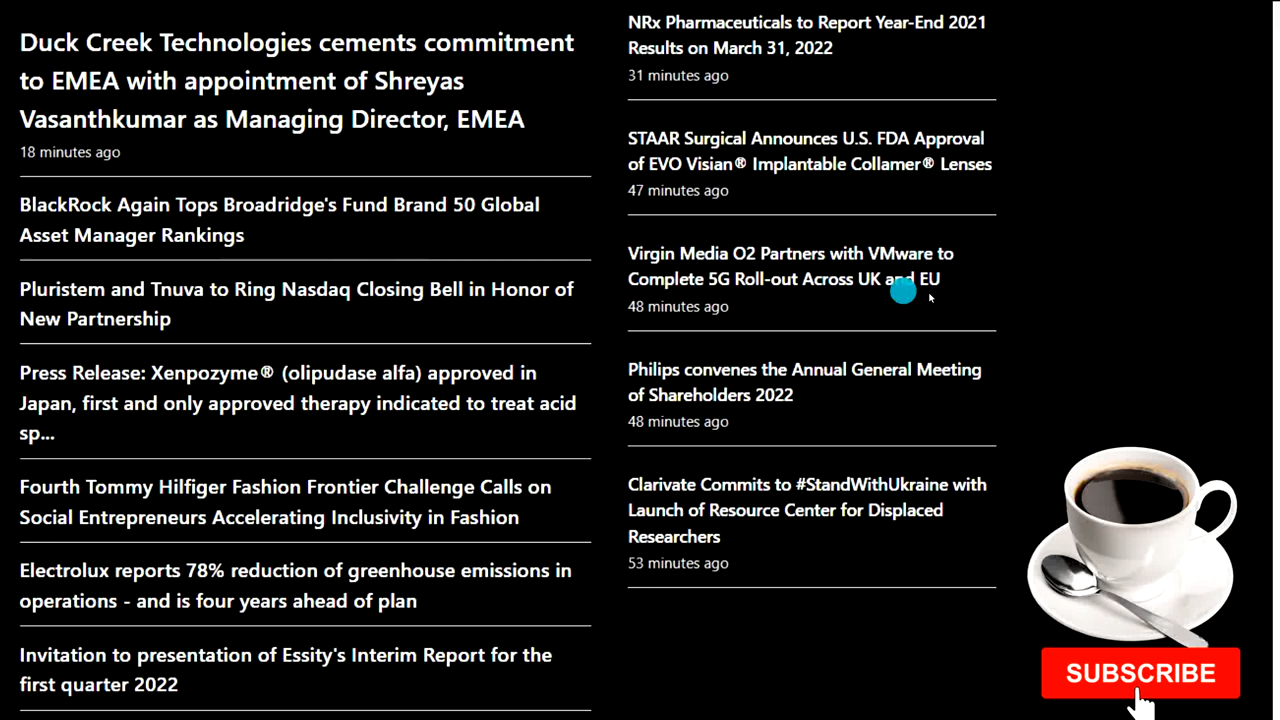 Duck Creek Technologies cements commitment
to EMEA with appointment of Shreyas
Vasanthkumar as Managing Director, EMEA
18 minutes ago
BlackRock Again Tops Broadridge's Fund Brand 50 Global
Asset Manager Rankings
Pluristem and Tnuva to Ring Nasdaq Closing Bell in Honor of
New Partnership
Press Release: Xenpozyme® (olipudase alfa) approved in
Japan, first and only approved therapy indicated to treat acid
sp...
Fourth Tommy Hilfiger Fashion Frontier Challenge Calls on
Social Entrepreneurs Accelerating Inclusivity in Fashion
Electrolux reports 78% reduction of greenhouse emissions in
operations - and is four years ahead of plan
Invitation to presentation of Essity's Interim Report for the
first quarter 2022
NRx Pharmaceuticals to Report Year-End 2021
Results on March 31, 2022
31 minutes ago
STAAR Surgical Announces U.S. FDA Approval
of EVO Visian® Implantable Collamer® Lenses
47 minutes ago
Virgin Media O2 Partners with VMware to
Complete 5G Roll-out Across UK and EU
48 minutes ago
Philips convenes the Annual General Meeting
of Shareholders 2022
48 minutes ago
Clarivate Commits to #StandWithUkraine with
Launch of Resource Center for Displaced
Researchers
53 minutes ago
SUBSCRIBE